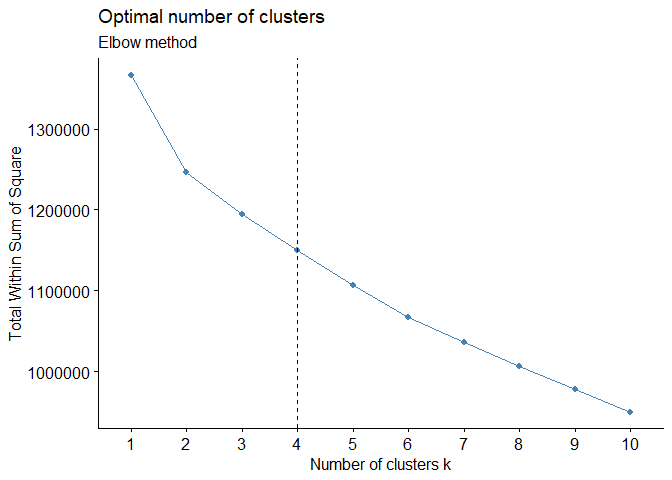 Optimal number of clusters
Elbow method
Total Within Sum of Square
1300000
1200000
1100000
1000000
1 2 3 4 5 6 7 8 9 10
Number of clusters k